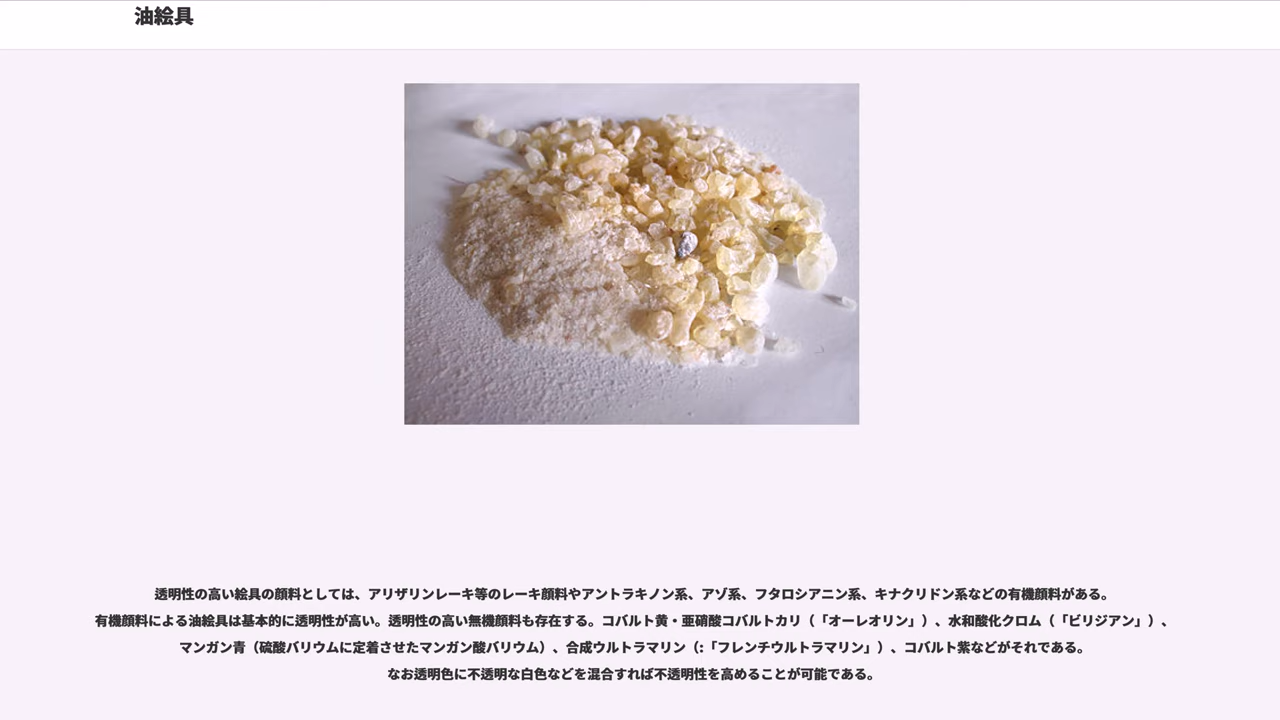 油絵具
透明性の高い絵具の顔料としては、アリザリンレーキ等のレーキ顔料やアントラキノン系、アゾ系、フタロシアニン系、キナクリドン系などの有機顔料がある。
有機顔料による油絵具は基本的に透明性が高い。透明性の高い無機顔料も存在する。コバルト黄・亜硝酸コバルトカリ（「オーレオリン」）、水和酸化クロム（「ビリジアン」）、
マンガン青（硫酸バリウムに定着させたマンガン酸バリウム）、合成ウルトラマリン（:「フレンチウルトラマリン」）、コバルト紫などがそれである。
なお透明色に不透明な白色などを混合すれば不透明性を高めることが可能である。